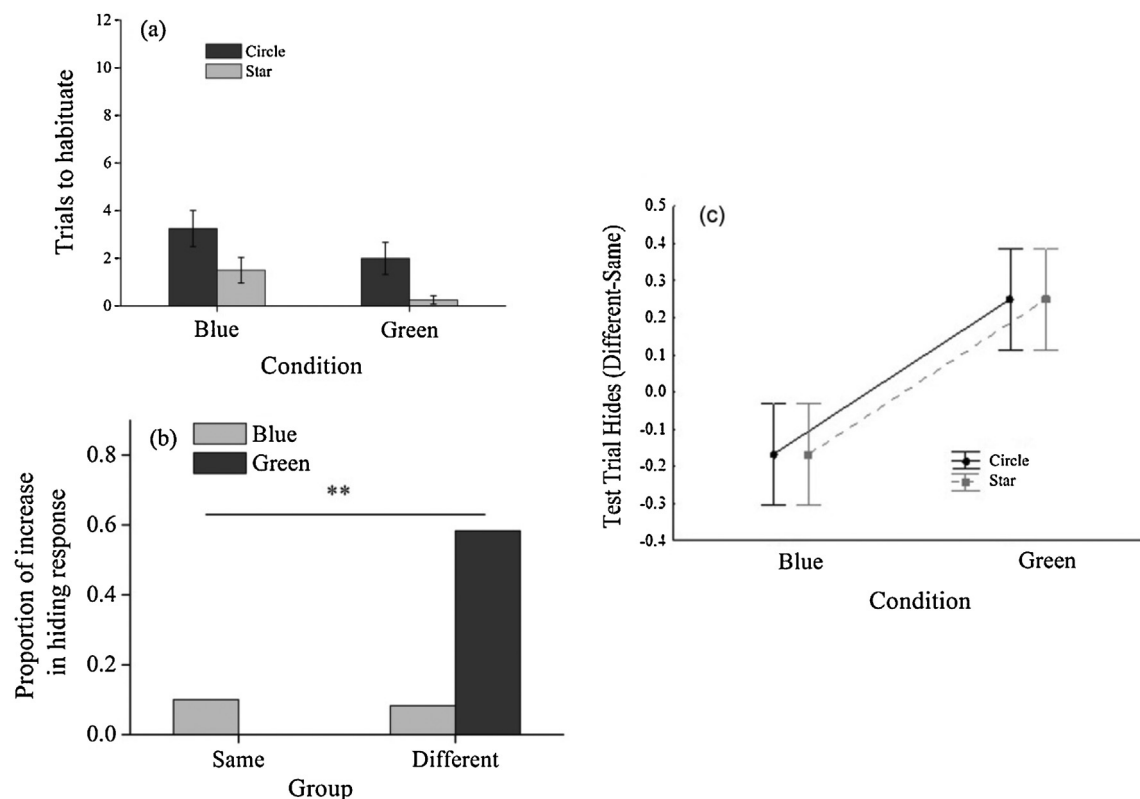 (a)
12
10
8
6
4
2
0
Trials to habituate
Circle
Star
Blue Green
Condition
(b)
Blue
Green
**
0.8
0.6
0.4
0.2
0.0
Proportion of increase
in hiding response
Same Different
Group
(c)
0.5
0.4
0.3
0.2
0.1
0.0
-0.1
-0.2
-0.3
-0.4
Test Trial Hides (Different-Same)
Circle
Star
Blue Green
Condition